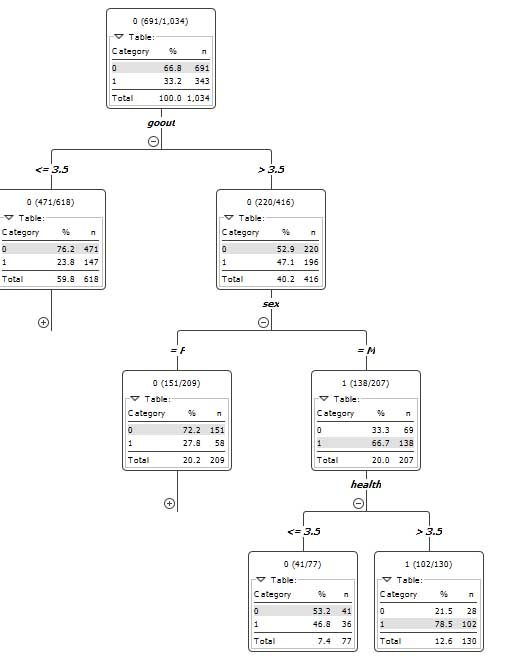 0 (691/1,034)
Table:
Category % n
0 66.8 691
1 33.2 343
Total 100.0 1,034
goout
<= 3.5
> 3.5
0 (471/618)
Table:
Category % n
0 76.2 471
1 23.8 147
Total 59.8 618
0 (220/416)
Table:
Category % n
0 52.9 220
1 47.1 196
Total 40.2 416
sex
= F
= M
0 (151/209)
Table:
Category % n
0 72.2 151
1 27.8 58
Total 20.2 209
1 (138/207)
Table:
Category % n
0 33.3 69
1 66.7 138
Total 20.0 207
health
<= 3.5
> 3.5
0 (41/77)
Table:
Category % n
0 53.2 41
1 46.8 36
Total 7.4 77
1 (102/130)
Table:
Category % n
0 21.5 28
1 78.5 102
Total 12.6 130